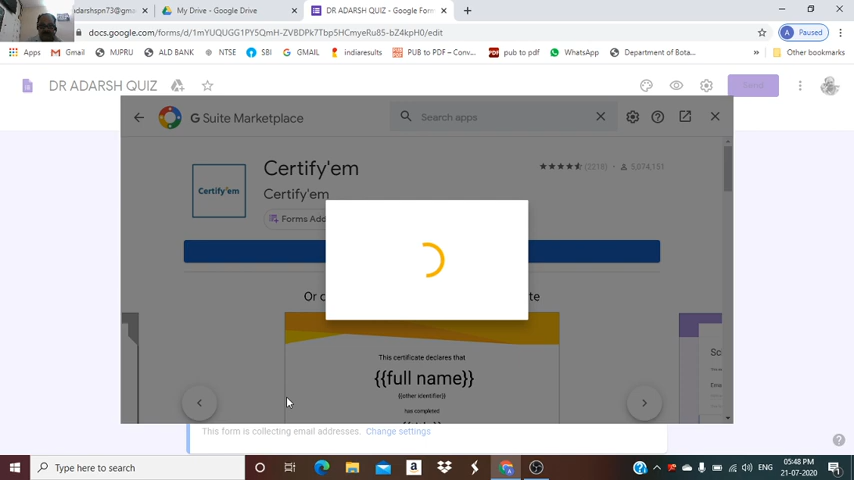 adarshspn73@gma
My Drive - Google Drive
DR ADARSH QUIZ - Google For
docs.google.com/forms/d/1mYUQUGG1PY5QmH-ZVBDPk7Tbp5HCmyeRu85-bZ4kpH0/edit
Paused
Apps
Gmail
MJPRU
ALD BANK
NTSE
SBI
GMAIL
indiaresults
PUB to PDF – Conv...
pub to pdf
WhatsApp
Department of Bota...
»
Other bookmarks
DR ADARSH QUIZ
Send
G Suite Marketplace
Search apps
Certify'em
Certify'em
Certify'em
(2218)
5,074,151
Forms Add
Or c
te
This certificate declares that
{{full name}}
{{other identifier}}
has completed
Sc
This form is collecting email addresses. Change settings
Type here to search
ENG
05:48 PM
21-07-2020